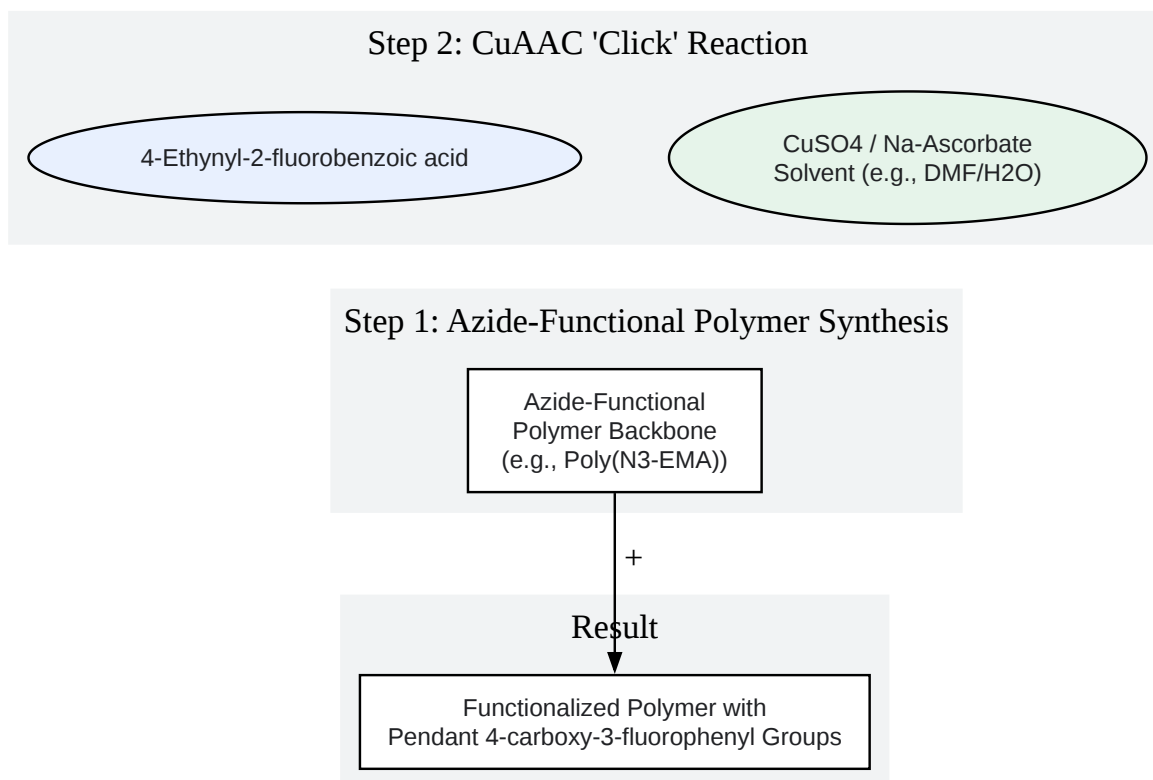 Step 2: CuAAC 'Click' Reaction
4-Ethynyl-2-fluorobenzoic acid
CuSO4 / Na-Ascorbate
Solvent (e.g., DMF/H2O)
Step 1: Azide-Functional Polymer Synthesis
Azide-Functional
Polymer Backbone
(e.g., Poly(N3-EMA))
+
Result
Functionalized Polymer with
Pendant 4-carboxy-3-fluorophenyl Groups